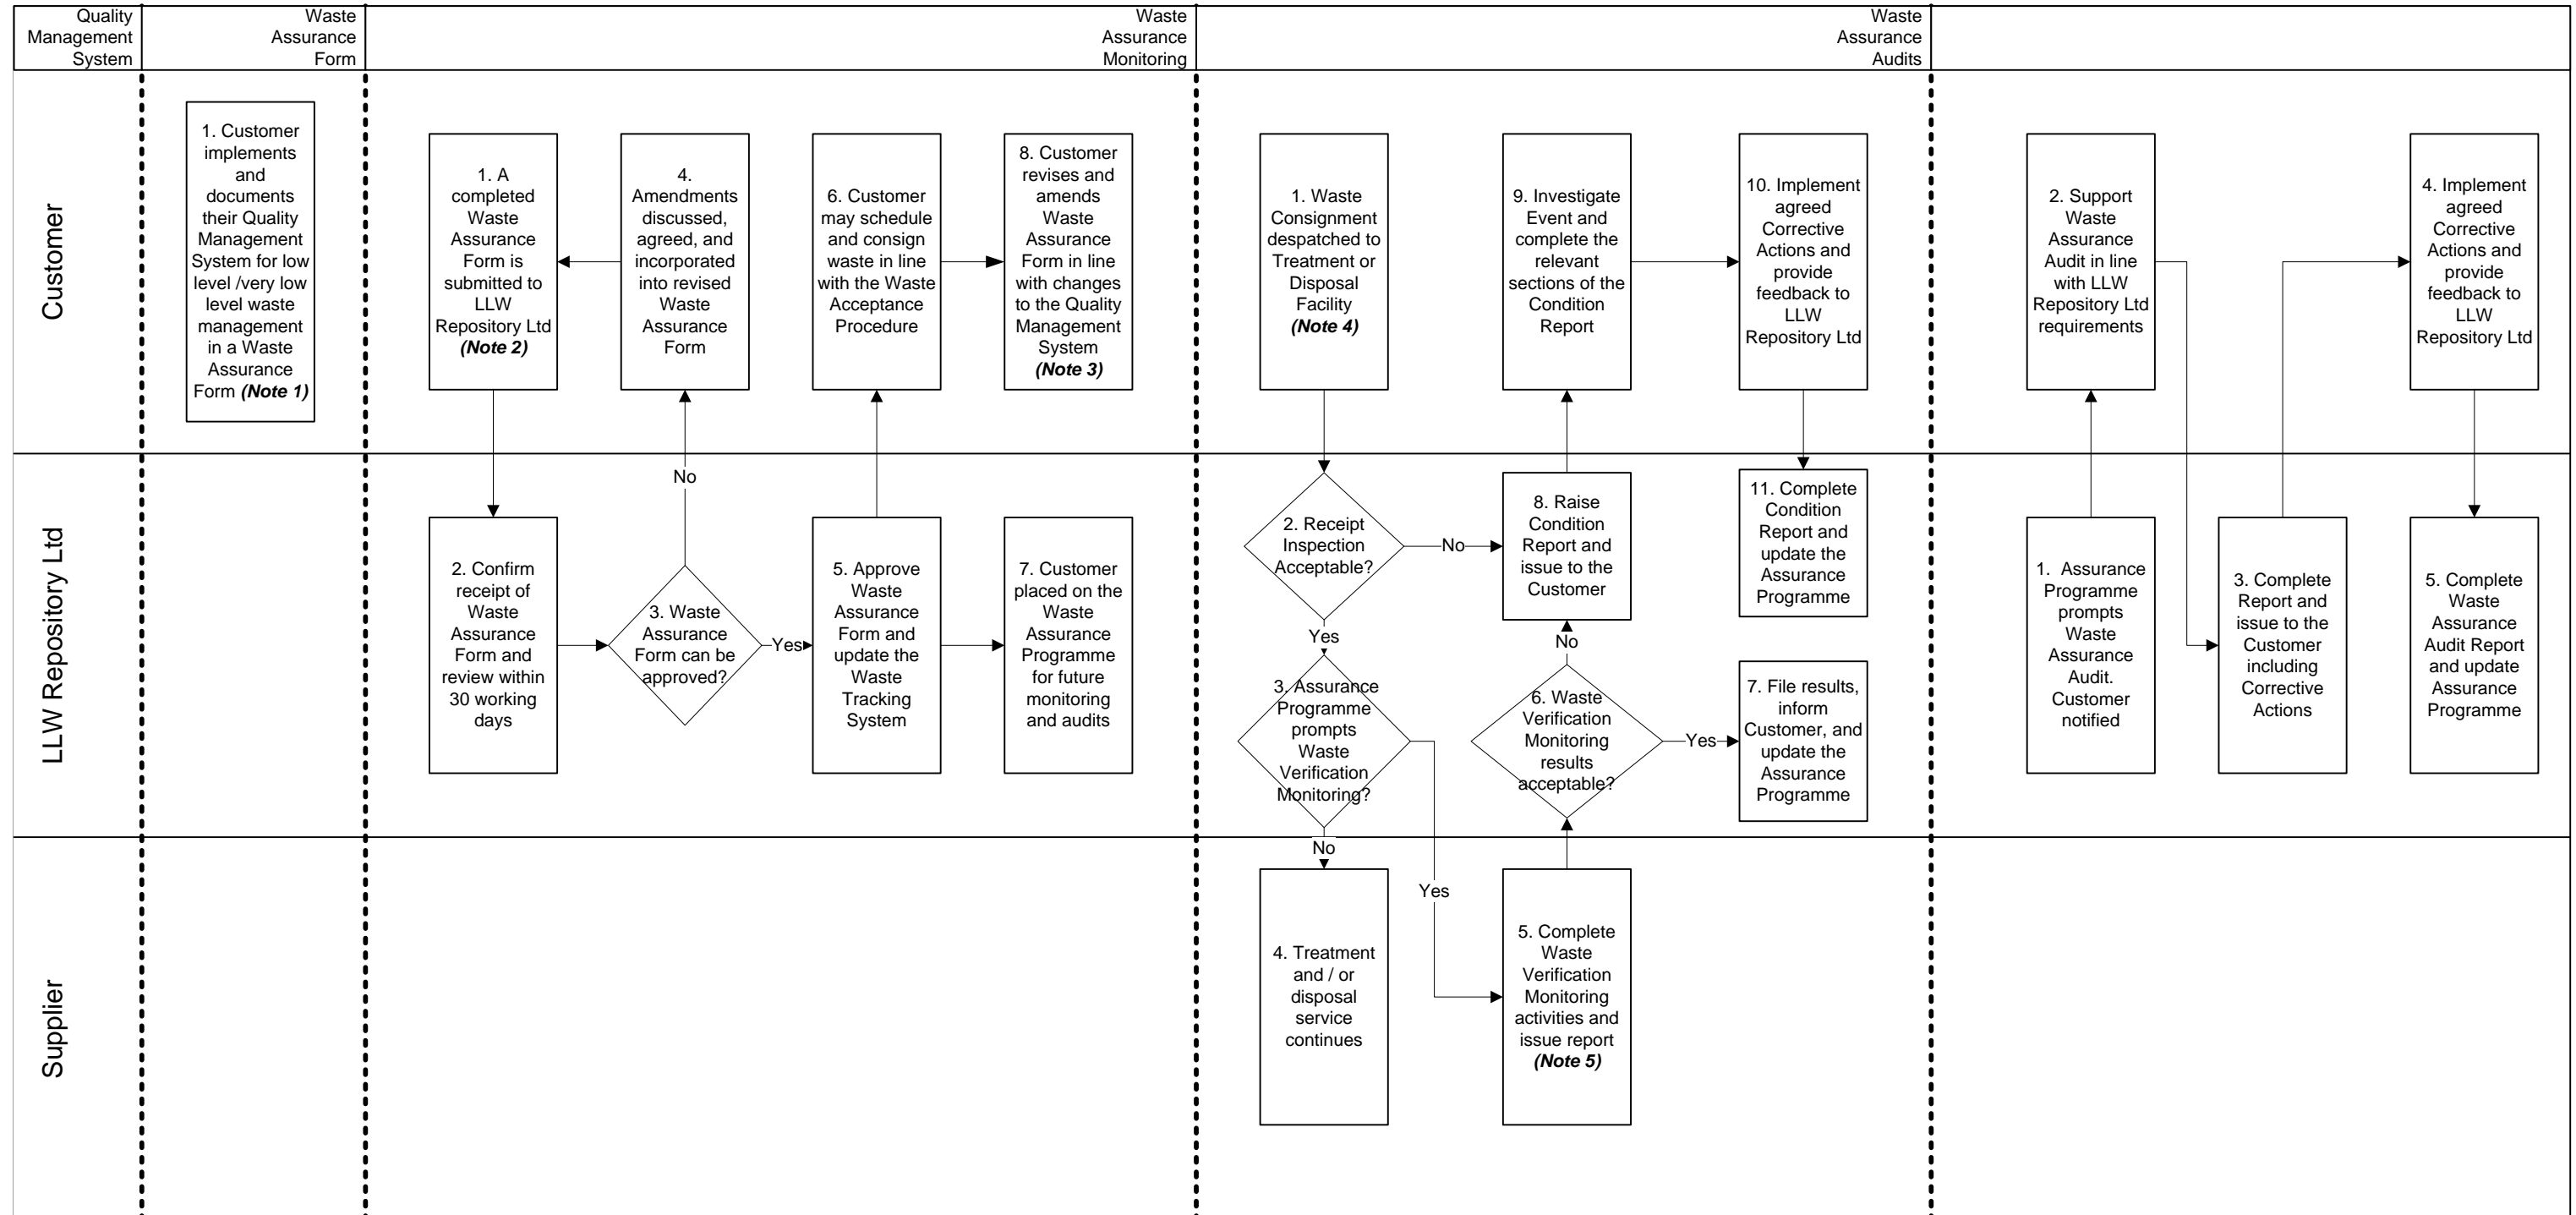 Quality
Management
System
Waste
Assurance
Form
Waste
Assurance
Monitoring
Waste
Assurance
Audits
Customer
1. Customer
implements
and
documents
their Quality
Management
System for low
level /very low
level waste
management
in a Waste
Assurance
Form (Note 1)
1. A
completed
Waste
Assurance
Form is
submitted to
LLW
Repository Ltd
(Note 2)
4.
Amendments
discussed,
agreed, and
incorporated
into revised
Waste
Assurance
Form
6. Customer
may schedule
and consign
waste in line
with the Waste
Acceptance
Procedure
8. Customer
revises and
amends
Waste
Assurance
Form in line
with changes
to the Quality
Management
System
(Note 3)
1. Waste
Consignment
despatched to
Treatment or
Disposal
Facility
(Note 4)
9. Investigate
Event and
complete the
relevant
sections of the
Condition
Report
10. Implement
agreed
Corrective
Actions and
provide
feedback to
LLW
Repository Ltd
2. Support
Waste
Assurance
Audit in line
with LLW
Repository Ltd
requirements
4. Implement
agreed
Corrective
Actions and
provide
feedback to
LLW
Repository Ltd
LLW Repository Ltd
2. Confirm
receipt of
Waste
Assurance
Form and
review within
30 working
days
No
3. Waste
Assurance
Form can be
approved?
Yes
5. Approve
Waste
Assurance
Form and
update the
Waste
Tracking
System
7. Customer
placed on the
Waste
Assurance
Programme
for future
monitoring
and audits
2. Receipt
Inspection
Acceptable?
No
Yes
8. Raise
Condition
Report and
issue to the
Customer
11. Complete
Condition
Report and
update the
Assurance
Programme
3. Assurance
Programme
prompts
Waste
Verification
Monitoring?
No
6. Waste
Verification
Monitoring
results
acceptable?
Yes
7. File results,
inform
Customer, and
update the
Assurance
Programme
1. Assurance
Programme
prompts
Waste
Assurance
Audit.
Customer
notified
3. Complete
Report and
issue to the
Customer
including
Corrective
Actions
5. Complete
Waste
Assurance
Audit Report
and update
Assurance
Programme
Supplier
No
Yes
4. Treatment
and / or
disposal
service
continues
5. Complete
Waste
Verification
Monitoring
activities and
issue report
(Note 5)